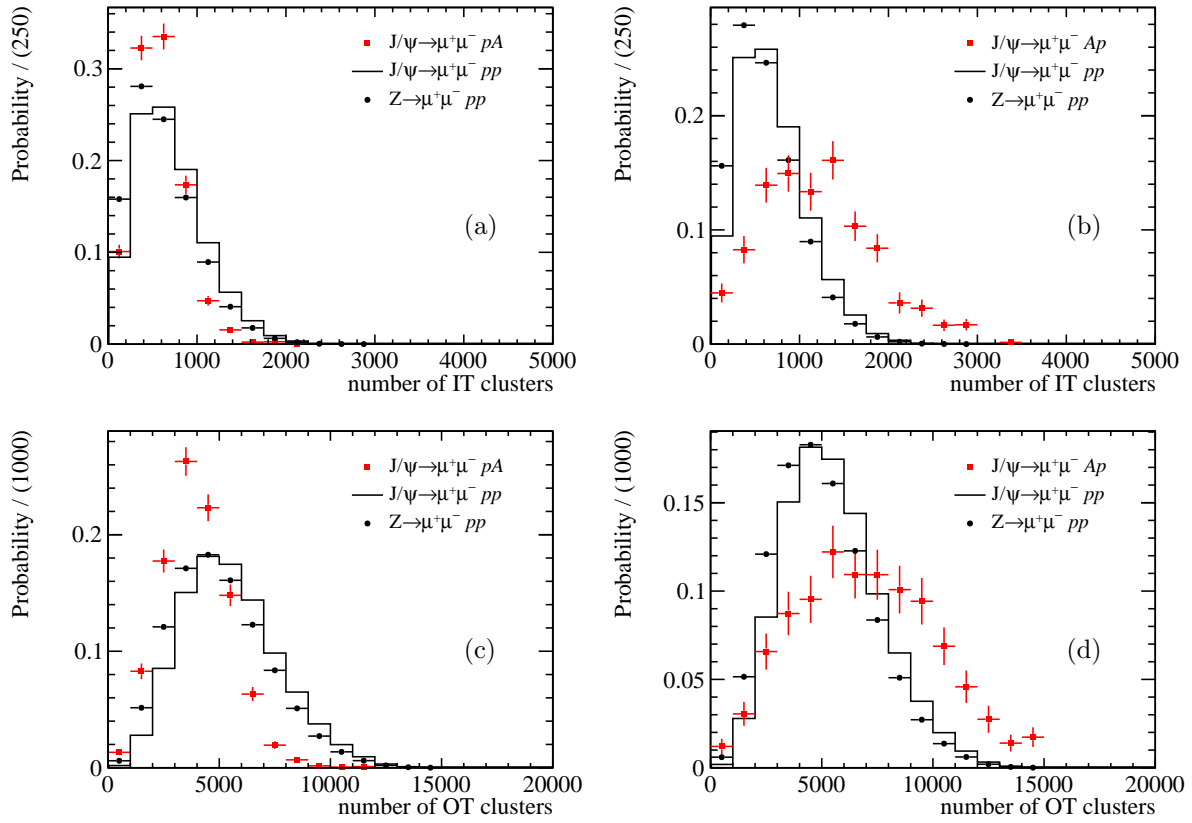 Probability / (250)
0.3
0.2
0.1
0
J/ψ→μ⁺μ⁻ pA
J/ψ→μ⁺μ⁻ pp
Z→μ⁺μ⁻ pp
(a)
0 1000 2000 3000 4000 5000
number of IT clusters
Probability / (250)
0.2
0.1
0
J/ψ→μ⁺μ⁻ Ap
J/ψ→μ⁺μ⁻ pp
Z→μ⁺μ⁻ pp
(b)
0 1000 2000 3000 4000 5000
number of IT clusters
Probability / (1000)
0.2
0.1
0
J/ψ→μ⁺μ⁻ pA
J/ψ→μ⁺μ⁻ pp
Z→μ⁺μ⁻ pp
(c)
0 5000 10000 15000 20000
number of OT clusters
Probability / (1000)
0.15
0.1
0.05
0
J/ψ→μ⁺μ⁻ Ap
J/ψ→μ⁺μ⁻ pp
Z→μ⁺μ⁻ pp
(d)
0 5000 10000 15000 20000
number of OT clusters